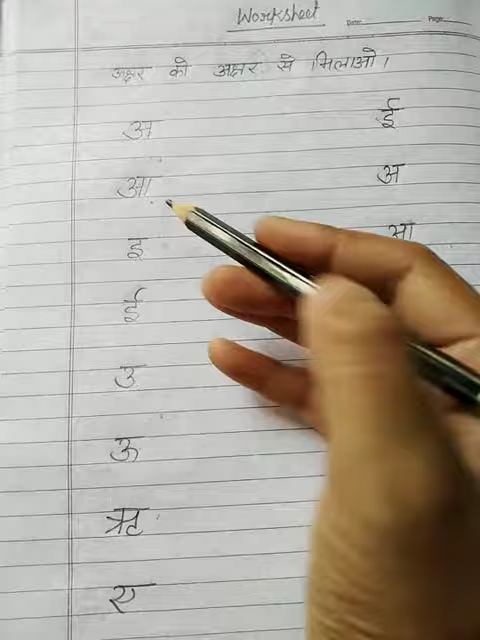 Worksheet
Date: Page:
अक्षर को अक्षर से मिलाओ।
अ ई
आ अ
इ आ
ई
उ
ऊ
ऋ
ए